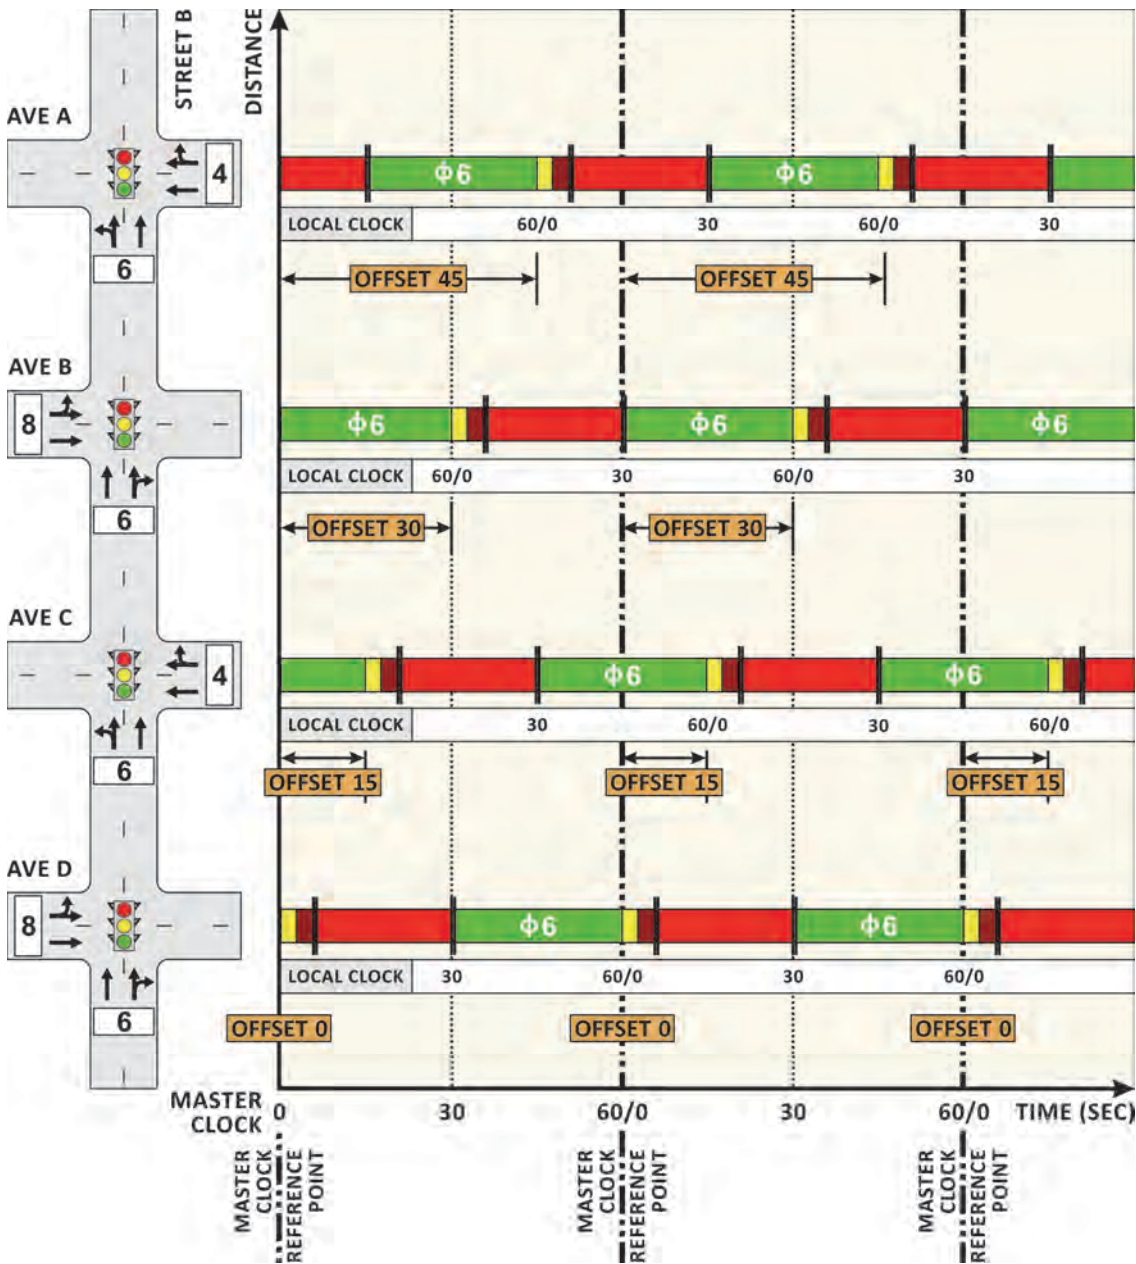 STREET B
DISTANCE
AVE A
4
Φ6 Φ6
LOCAL CLOCK 60/0 30 60/0 30
6
OFFSET 45 OFFSET 45
AVE B
8
Φ6 Φ6 Φ6
LOCAL CLOCK 60/0 30 60/0 30
6
OFFSET 30 OFFSET 30
AVE C
4
Φ6 Φ6
LOCAL CLOCK 30 60/0 30 60/0
6
OFFSET 15 OFFSET 15 OFFSET 15
AVE D
8
Φ6 Φ6
LOCAL CLOCK 30 60/0 30 60/0
6
OFFSET 0 OFFSET 0 OFFSET 0
MASTER CLOCK 0 30 60/0 30 60/0 TIME (SEC)
MASTER CLOCK REFERENCE POINT
MASTER CLOCK REFERENCE POINT
MASTER CLOCK REFERENCE POINT